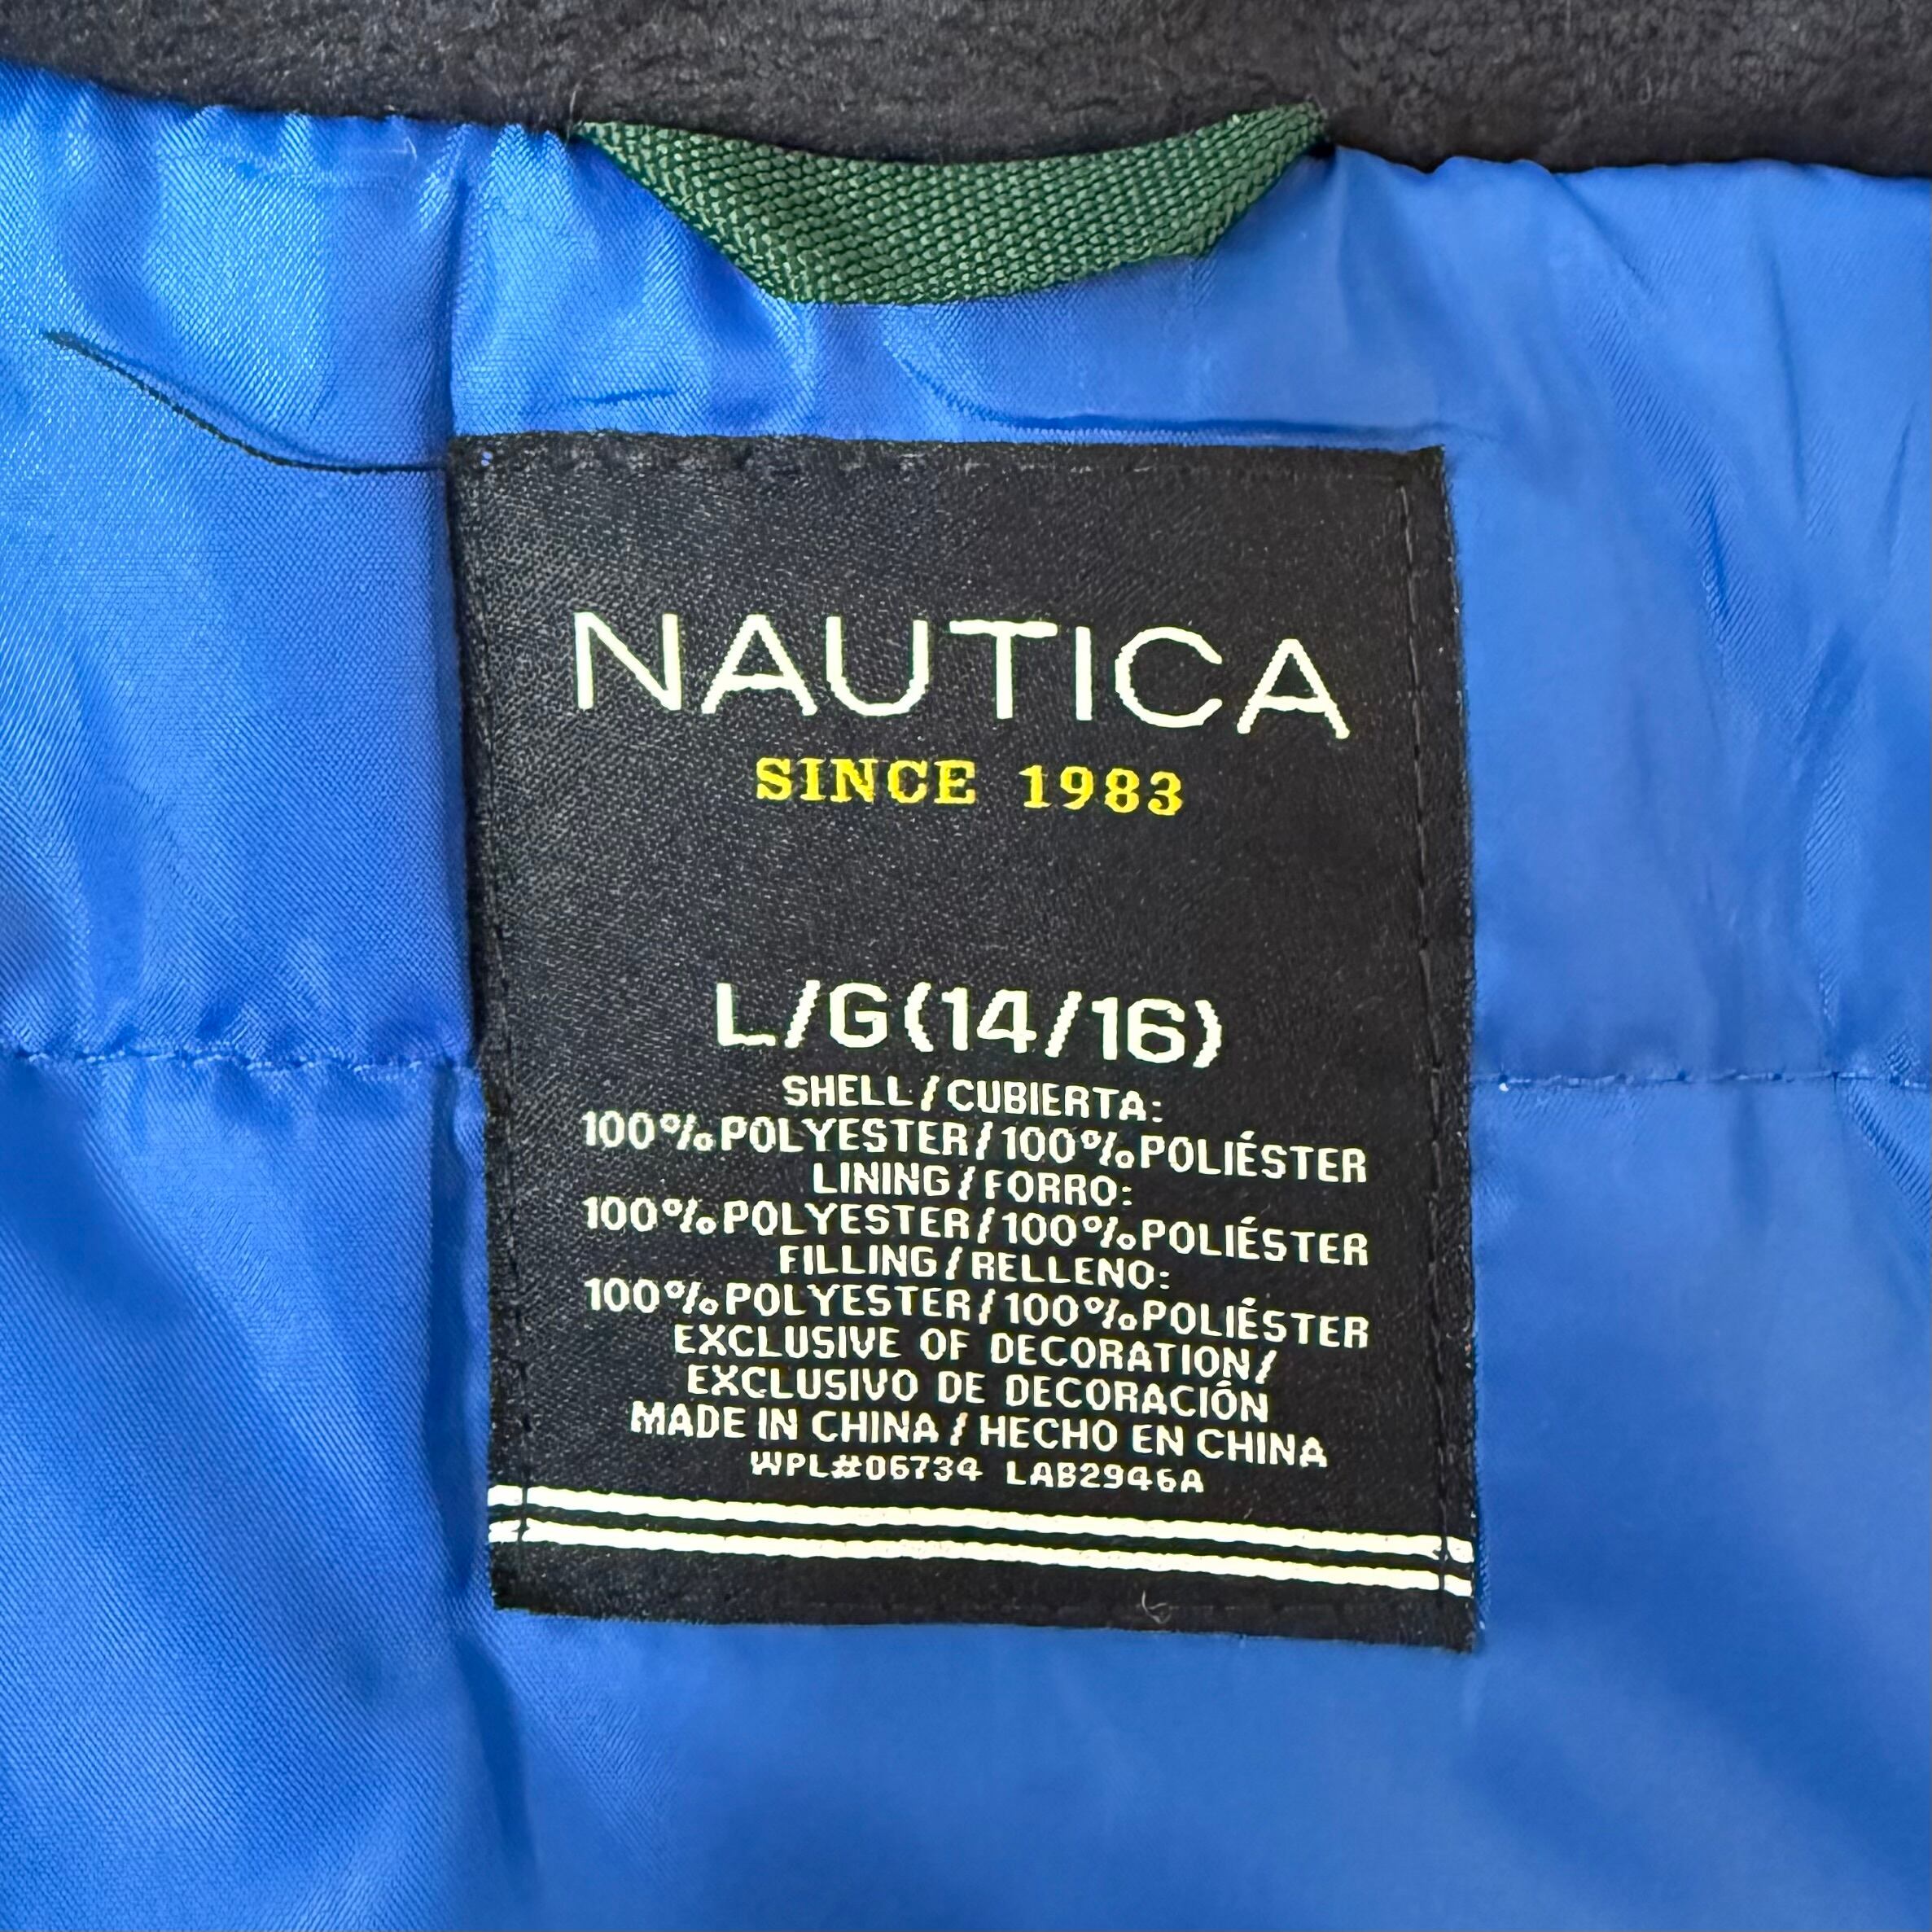 NAUTICA
SINCE 1983
L/G(14/16)
SHELL/CUBIERTA:
100%POLYESTER/100%POLIÉSTER
LINING/FORRO:
100%POLYESTER/100%POLIÉSTER
FILLING/RELLENO:
100%POLYESTER/100%POLIÉSTER
EXCLUSIVE OF DECORATION/
EXCLUSIVO DE DECORACIÓN
MADE IN CHINA/HECHO EN CHINA
WPL#06734 LAB2946A